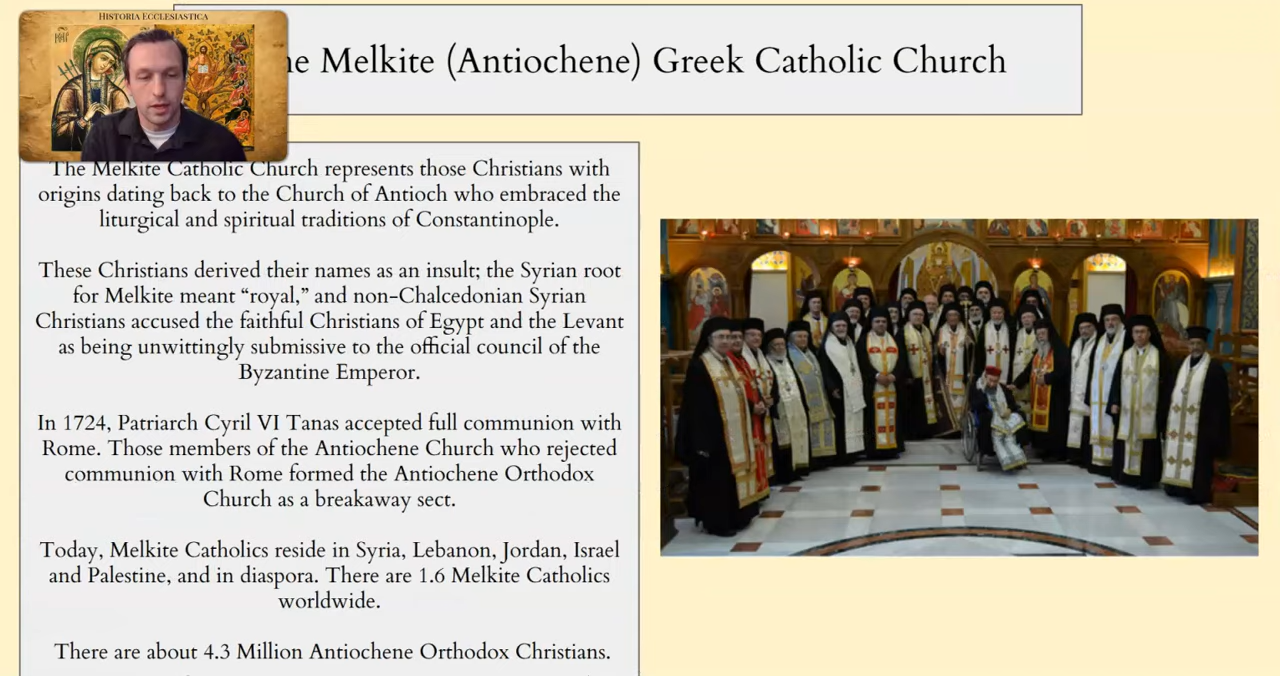 HISTORIA ECCLESIASTICA
he Melkite (Antiochene) Greek Catholic Church
The Melkite Catholic Church represents those Christians with
origins dating back to the Church of Antioch who embraced the
liturgical and spiritual traditions of Constantinople.
These Christians derived their names as an insult; the Syrian root
for Melkite meant “royal,” and non-Chalcedonian Syrian
Christians accused the faithful Christians of Egypt and the Levant
as being unwittingly submissive to the official council of the
Byzantine Emperor.
In 1724, Patriarch Cyril VI Tanas accepted full communion with
Rome. Those members of the Antiochene Church who rejected
communion with Rome formed the Antiochene Orthodox
Church as a breakaway sect.
Today, Melkite Catholics reside in Syria, Lebanon, Jordan, Israel
and Palestine, and in diaspora. There are 1.6 Melkite Catholics
worldwide.
There are about 4.3 Million Antiochene Orthodox Christians.